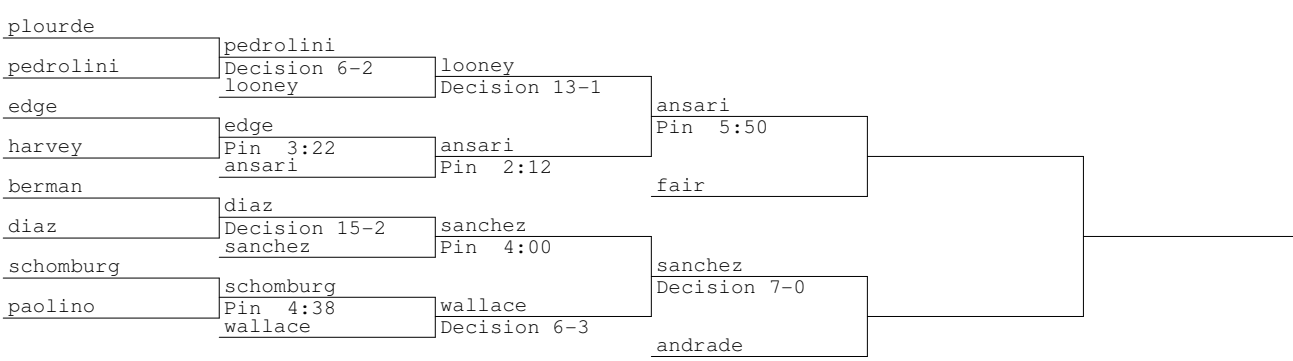 plourde
pedrolini
edge
harvey
berman
diaz
schomburg
paolino
pedrolini
Decision 6-2
looney
edge
Pin 3:22
ansari
diaz
Decision 15-2
sanchez
schomburg
Pin 4:38
wallace
looney
Decision 13-1
ansari
Pin 2:12
sanchez
Pin 4:00
wallace
Decision 6-3
ansari
Pin 5:50
fair
sanchez
Decision 7-0
andrade